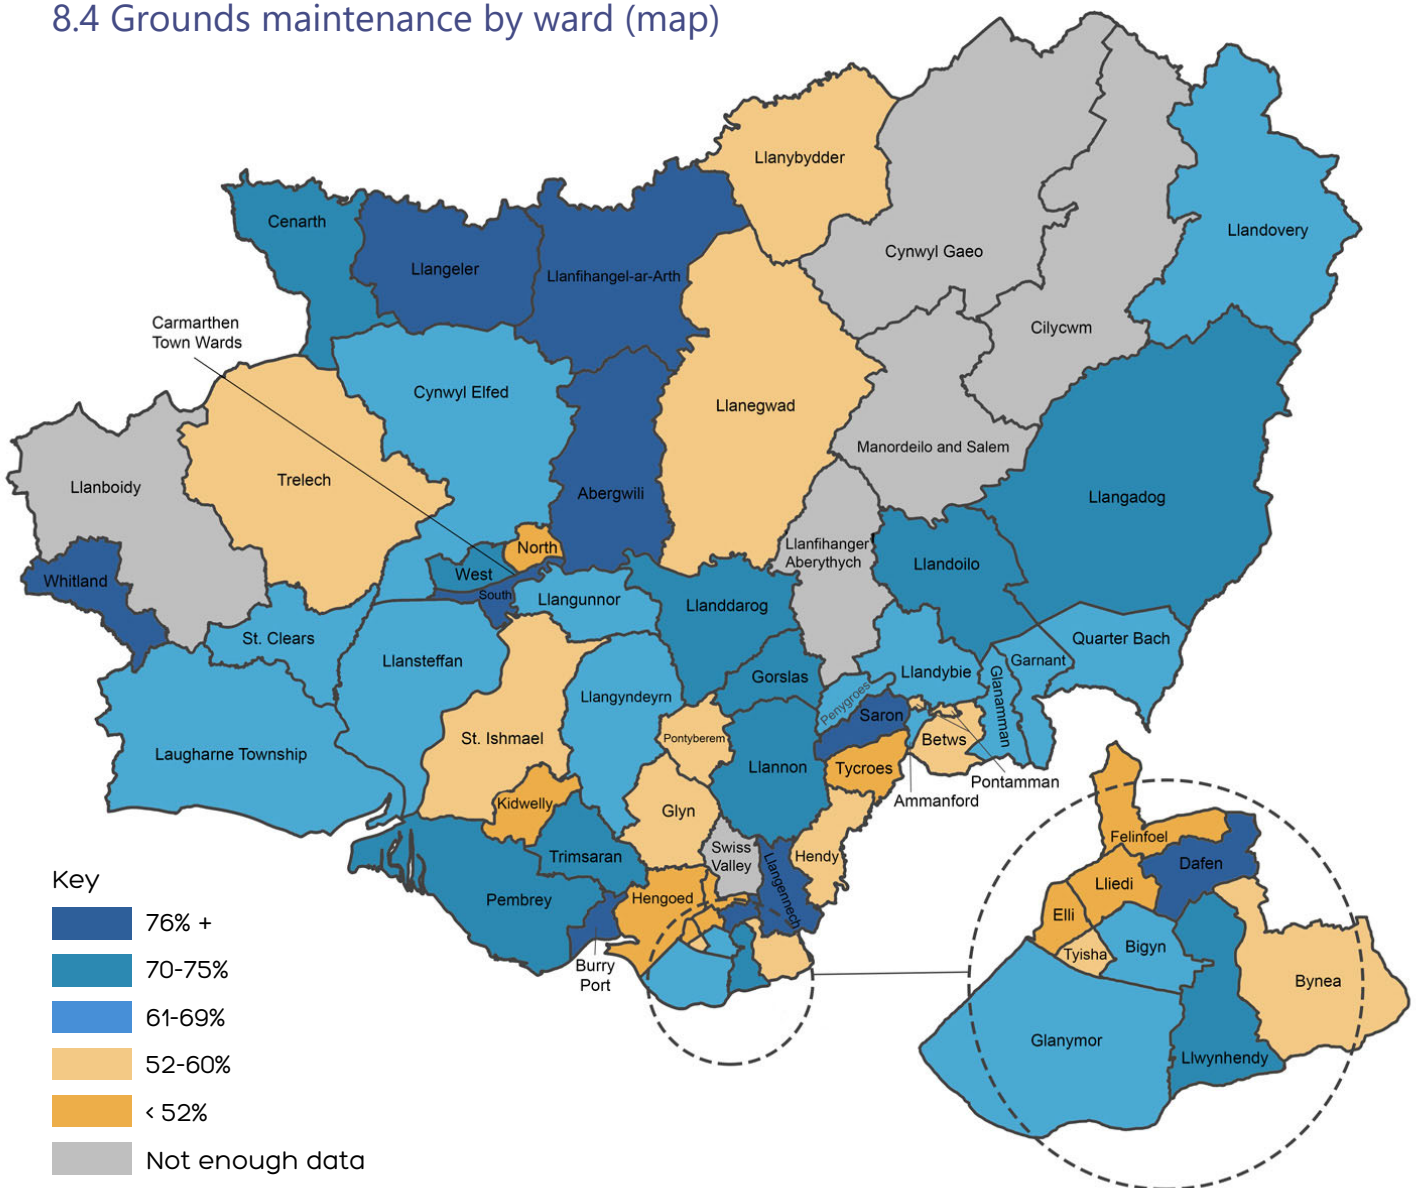 8.4 Grounds maintenance by ward (map)
Llanybydder
Cenarth
Llandovery
Cynwyl Gaeo
Llangeler
Llanfihangel-ar-Arth
Carmarthen
Town Wards
Cilycwm
Cynwyl Elfed
Llanegwad
Manordeilo and Salem
Trelech
Llanboidy
Abergwili
Llangadog
North
Llanfihanger
Aberythych
Llandoilo
West
Whitland
South
Llangunnor
Llanddarog
St. Clears
Quarter Bach
Llansteffan
Garnant
Llandybie
Gorslas
Glanamman
Llangyndeyrn
Penygroes
Saron
St. Ishmael
Pontyberem
Betws
Laugharne Township
Llannon
Tycroes
Pontamman
Ammanford
Kidwelly
Glyn
Felinfoel
Swiss
Valley
Trimsaran
Hendy
Dafen
Llangennech
Lliedi
Key
Pembrey
Hengoed
Elli
76% +
Bigyn
Tyisha
Burry
Port
70-75%
Bynea
61-69%
Glanymor
Llwynhendy
52-60%
< 52%
Not enough data